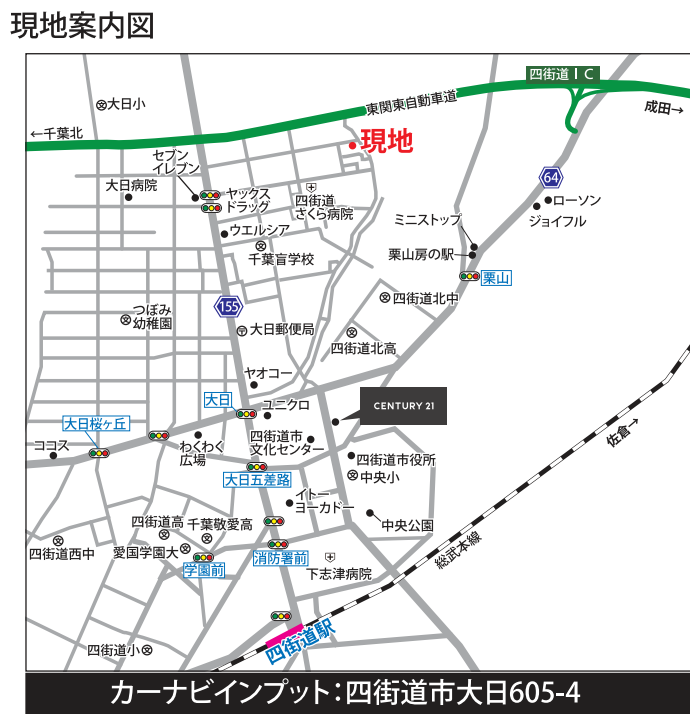 現地案内図
四街道IC
東関東自動車道
成田→
大日小
←千葉北
現地
セブン
イレブン
64
大日病院
ヤックス
ドラッグ
四街道
さくら病院
ローソン
ジョイフル
ミニストップ
ウエルシア
千葉盲学校
栗山房の駅
栗山
四街道北中
155
つぼみ
幼稚園
大日郵便局
四街道北高
ヤオコー
大日
ユニクロ
CENTURY 21
大日桜ヶ丘
ココス
わくわく
広場
四街道市
文化センター
佐倉→
四街道市役所
中央小
大日五差路
イトー
ヨーカドー
四街道高
千葉敬愛高
中央公園
四街道西中
愛国学園大
学園前
消防署前
下志津病院
総武本線
四街道駅
四街道小
カーナビインプット：四街道市大日605-4